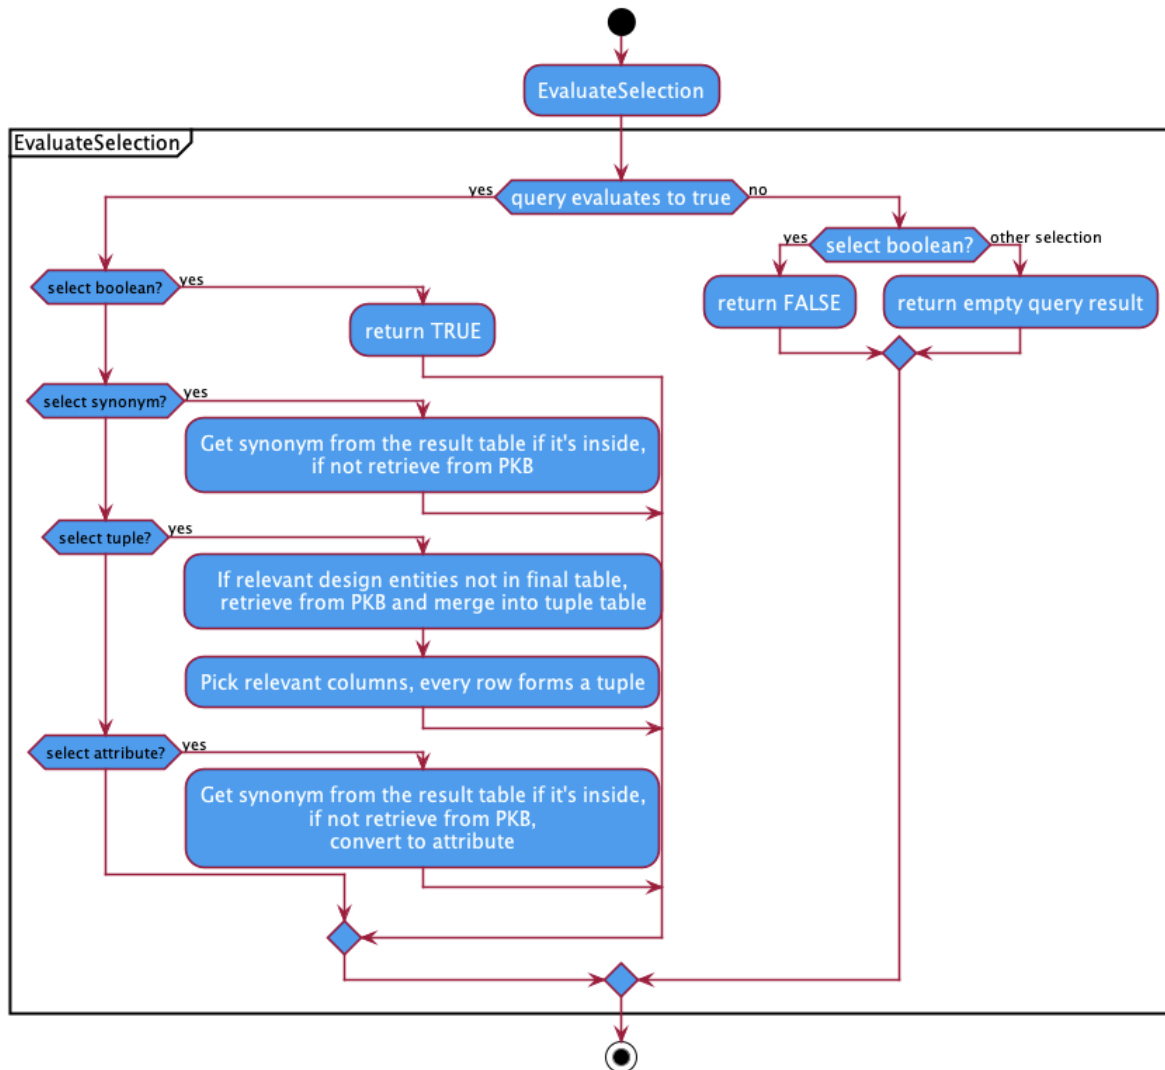 EvaluateSelection
EvaluateSelection
yes
query evaluates to true
no
yes
select boolean?
other selection
select boolean?
yes
return FALSE
return empty query result
return TRUE
select synonym?
yes
Get synonym from the result table if it's inside,
if not retrieve from PKB
select tuple?
yes
If relevant design entities not in final table,
retrieve from PKB and merge into tuple table
Pick relevant columns, every row forms a tuple
select attribute?
yes
Get synonym from the result table if it's inside,
if not retrieve from PKB,
convert to attribute